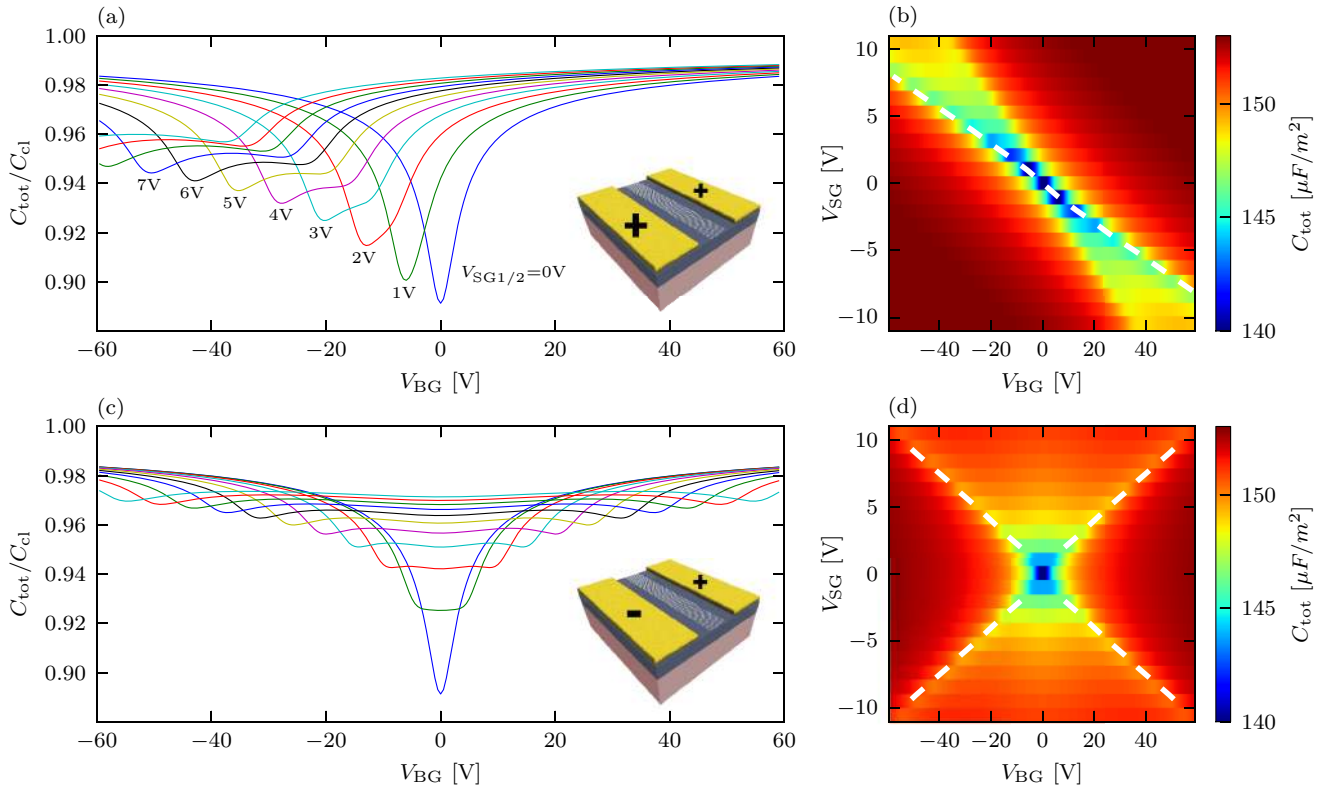 (a)
1.00
0.98
0.96
0.94
0.92
0.90
C_tot/C_cl
7V
6V
5V
4V
3V
2V
1V
V_SG1/2=0V
+
+
−60
−40
−20
0
20
40
60
V_BG [V]
(b)
10
5
0
−5
−10
V_SG [V]
−40
−20
0
20
40
V_BG [V]
150
145
140
C_tot [μF/m²]
(c)
1.00
0.98
0.96
0.94
0.92
0.90
C_tot/C_cl
+
-
−60
−40
−20
0
20
40
60
V_BG [V]
(d)
10
5
0
−5
−10
V_SG [V]
−40
−20
0
20
40
V_BG [V]
150
145
140
C_tot [μF/m²]